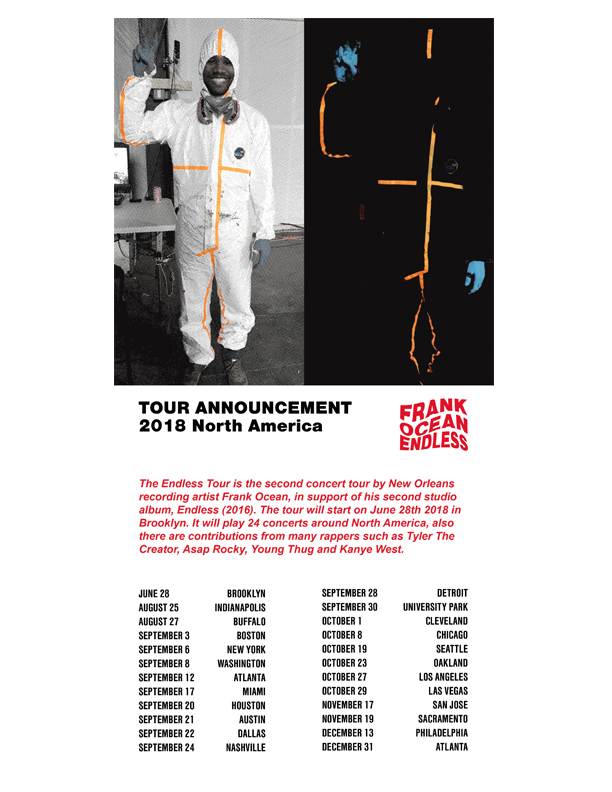 TOUR ANNOUNCEMENT
2018 North America
FRANK
OCEAN
ENDLESS
The Endless Tour is the second concert tour by New Orleans
recording artist Frank Ocean, in support of his second studio
album, Endless (2016). The tour will start on June 28th 2018 in
Brooklyn. It will play 24 concerts around North America, also
there are contributions from many rappers such as Tyler The
Creator, Asap Rocky, Young Thug and Kanye West.
JUNE 28 BROOKLYN
AUGUST 25 INDIANAPOLIS
AUGUST 27 BUFFALO
SEPTEMBER 3 BOSTON
SEPTEMBER 6 NEW YORK
SEPTEMBER 8 WASHINGTON
SEPTEMBER 12 ATLANTA
SEPTEMBER 17 MIAMI
SEPTEMBER 20 HOUSTON
SEPTEMBER 21 AUSTIN
SEPTEMBER 22 DALLAS
SEPTEMBER 24 NASHVILLE
SEPTEMBER 28 DETROIT
SEPTEMBER 30 UNIVERSITY PARK
OCTOBER 1 CLEVELAND
OCTOBER 8 CHICAGO
OCTOBER 19 SEATTLE
OCTOBER 23 OAKLAND
OCTOBER 27 LOS ANGELES
OCTOBER 29 LAS VEGAS
NOVEMBER 17 SAN JOSE
NOVEMBER 19 SACRAMENTO
DECEMBER 13 PHILADELPHIA
DECEMBER 31 ATLANTA